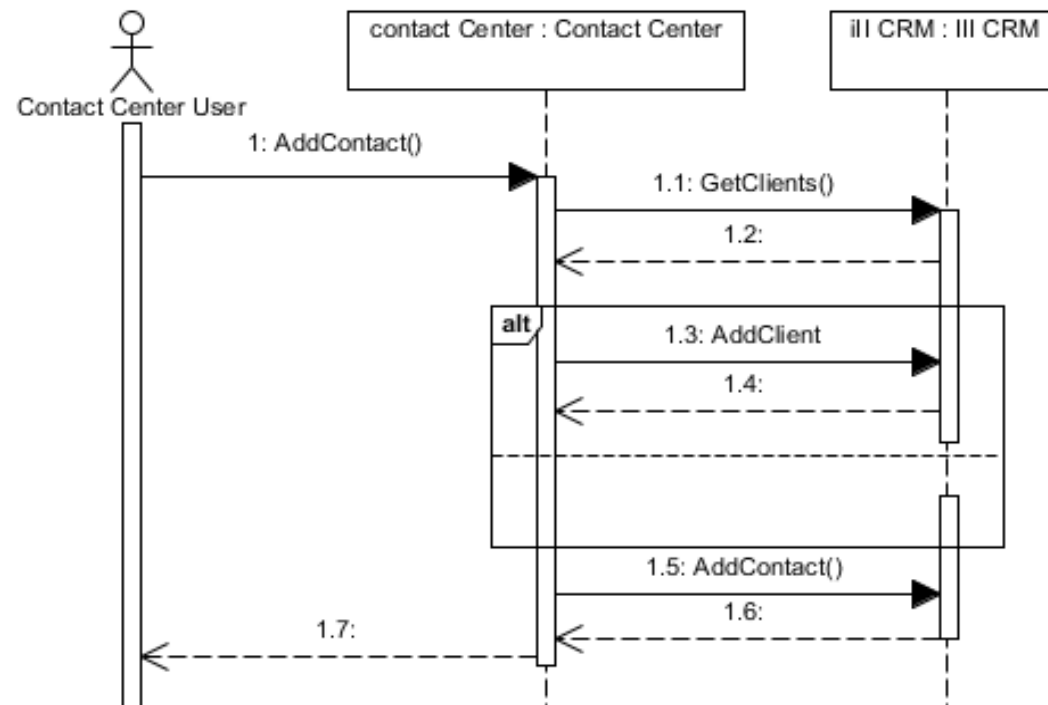 contact Center : Contact Center
iII CRM : III CRM
Contact Center User
1: AddContact()
1.1: GetClients()
1.2:
alt
1.3: AddClient
1.4:
1.5: AddContact()
1.6:
1.7: